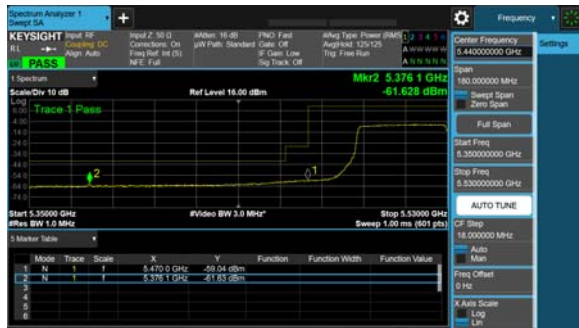 Spectrum Analyzer 1
Swept SA
+
Frequency
KEYSIGHT
Input: RF
Coupling: DC
Align: Auto
Input Z: 50 Ω
Corrections: On
Freq Ref: Int (S)
NFE: Full
#Atten: 16 dB
µW Path: Standard
PNO: Fast
Gate: Off
IF Gain: Low
Sig Track: Off
#Avg Type: Power (RMS)
Avg|Hold: 125/125
Trig: Free Run
1 2 3 4 5 6
A W W W W W
A N N N N N
RL
PASS
1 Spectrum
Scale/Div 10 dB
Ref Level 16.00 dBm
Mkr2 5.376 1 GHz
-61.628 dBm
Log
Trace 1 Pass
2
1
Start 5.35000 GHz
#Video BW 3.0 MHz*
Stop 5.53000 GHz
#Res BW 1.0 MHz
Sweep 1.00 ms (601 pts)
5 Marker Table
Mode Trace Scale X Y Function Function Width Function Value
1 N 1 f 5.470 0 GHz -59.04 dBm
2 N 1 f 5.376 1 GHz -61.63 dBm
3
4
5
6
Center Frequency
5.440000000 GHz
Settings
Span
180.000000 MHz
Swept Span
Zero Span
Full Span
Start Freq
5.350000000 GHz
Stop Freq
5.530000000 GHz
AUTO TUNE
CF Step
18.000000 MHz
Auto
Man
Freq Offset
0 Hz
X Axis Scale
Log
Lin